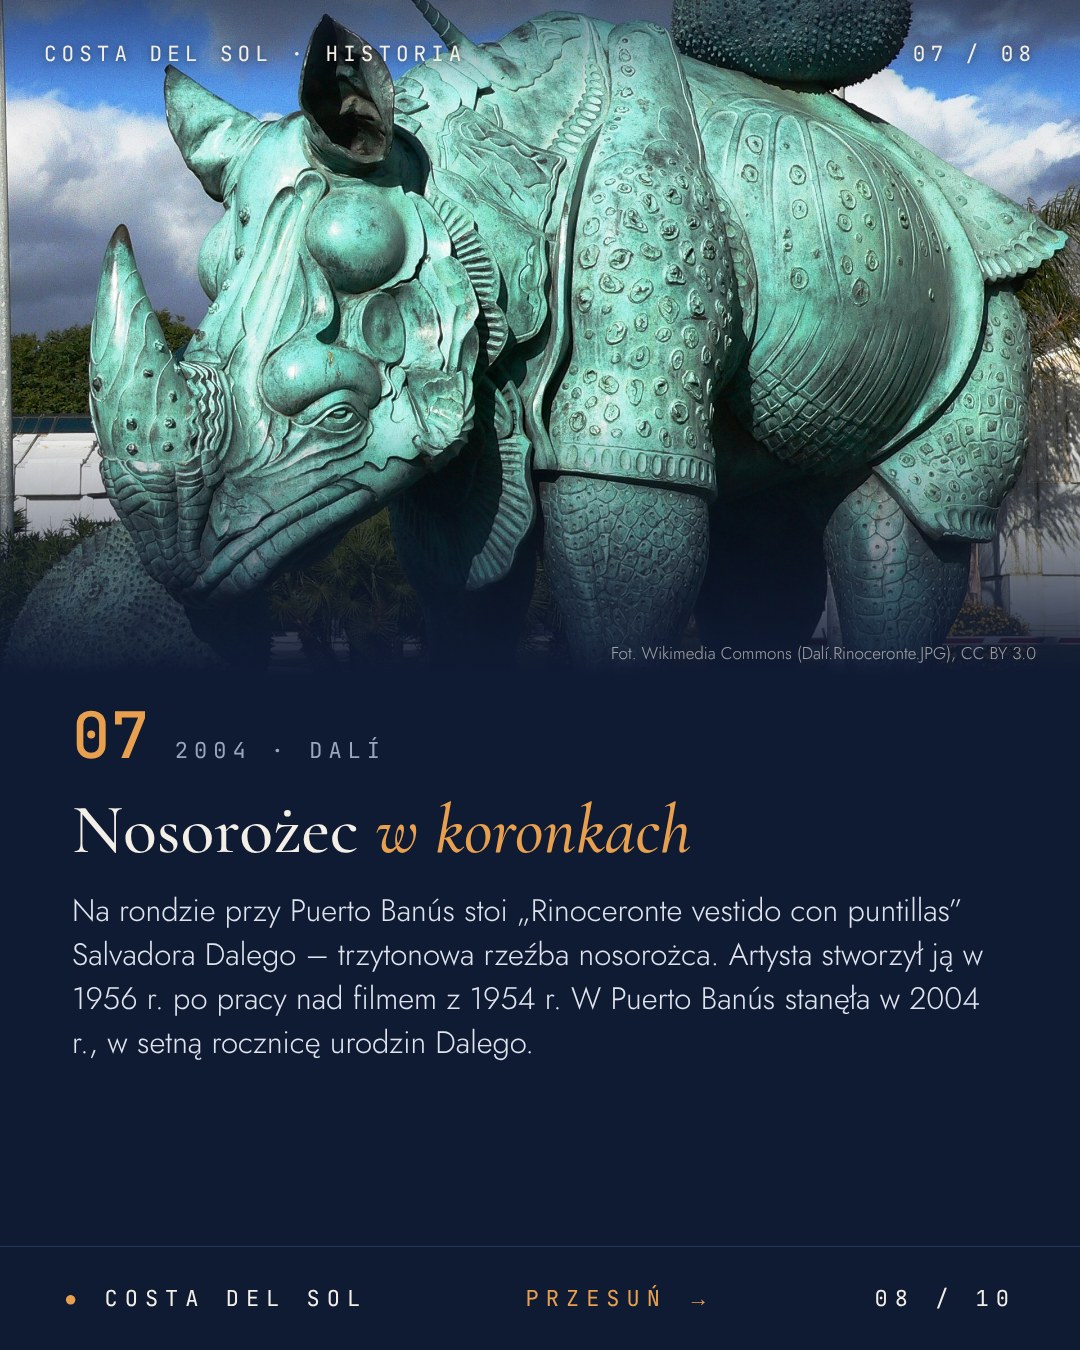 COSTA DEL SOL · HISTORIA
07 / 08
Fot. Wikimedia Commons (Dalí.Rinoceronte.JPG), CC BY 3.0
07 2004 · DALÍ
Nosorożec w koronkach
Na rondzie przy Puerto Banús stoi „Rinoceronte vestido con puntillas”
Salvadora Dalego – trzytonowa rzeźba nosorożca. Artysta stworzył ją w
1956 r. po pracy nad filmem z 1954 r. W Puerto Banús stanęła w 2004
r., w setną rocznicę urodzin Dalego.
• COSTA DEL SOL
PRZESUŃ →
08 / 10